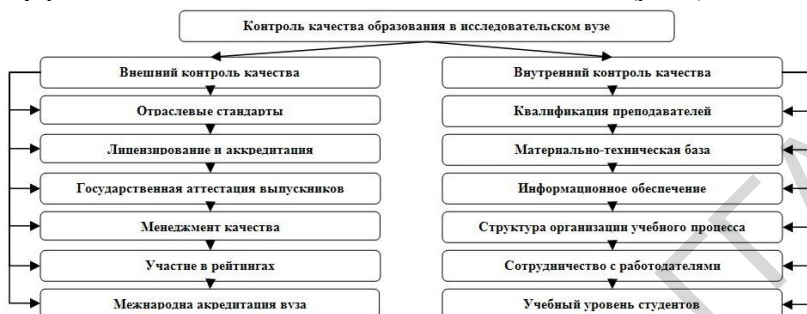 Контроль качества образования в исследовательском вузе
Внешний контроль качества
Отраслевые стандарты
Лицензирование и аккредитация
Государственная аттестация выпускников
Менеджмент качества
Участие в рейтингах
Межнародна акредитация вуза
Внутренний контроль качества
Квалификация преподавателей
Материально-техническая база
Информационное обеспечение
Структура организации учебного процесса
Сотрудничество с работодателями
Учебный уровень студентов